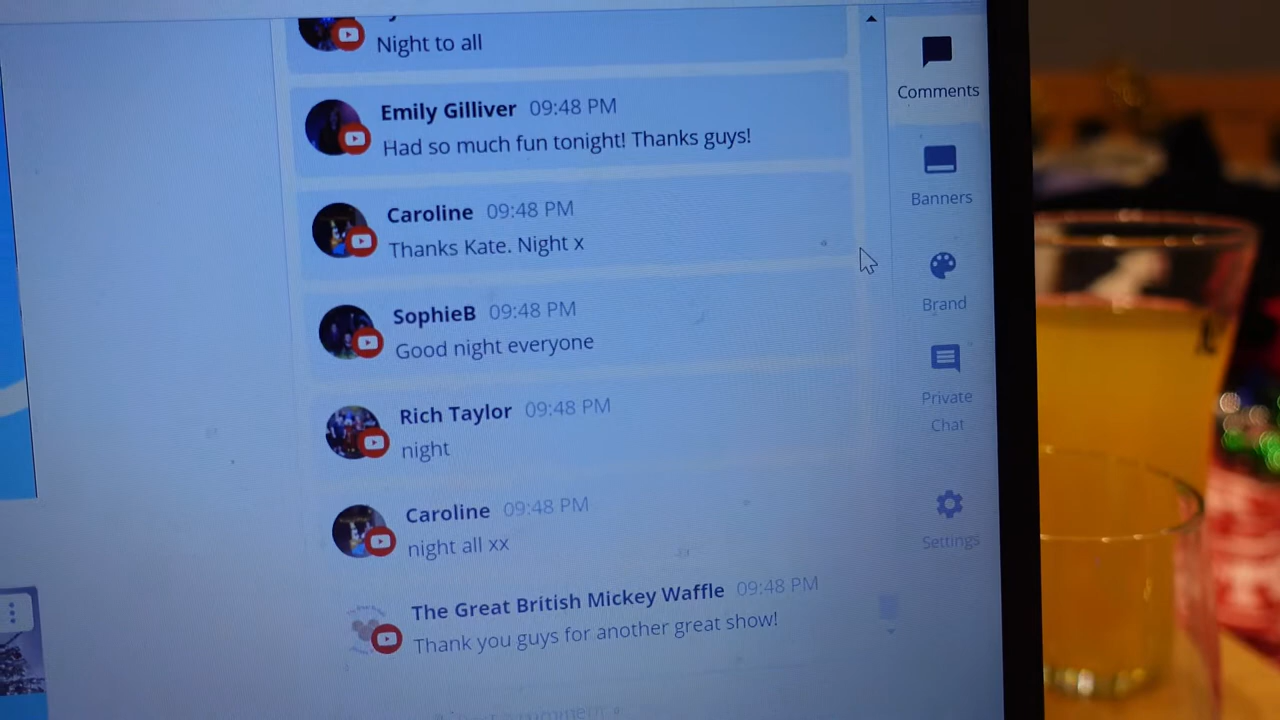 Night to all
Emily Gilliver 09:48 PM
Had so much fun tonight! Thanks guys!
Caroline 09:48 PM
Thanks Kate. Night x
SophieB 09:48 PM
Good night everyone
Rich Taylor 09:48 PM
night
Caroline 09:48 PM
night all xx
The Great British Mickey Waffle 09:48 PM
Thank you guys for another great show!
Comments
Banners
Brand
Private
Chat
Settings